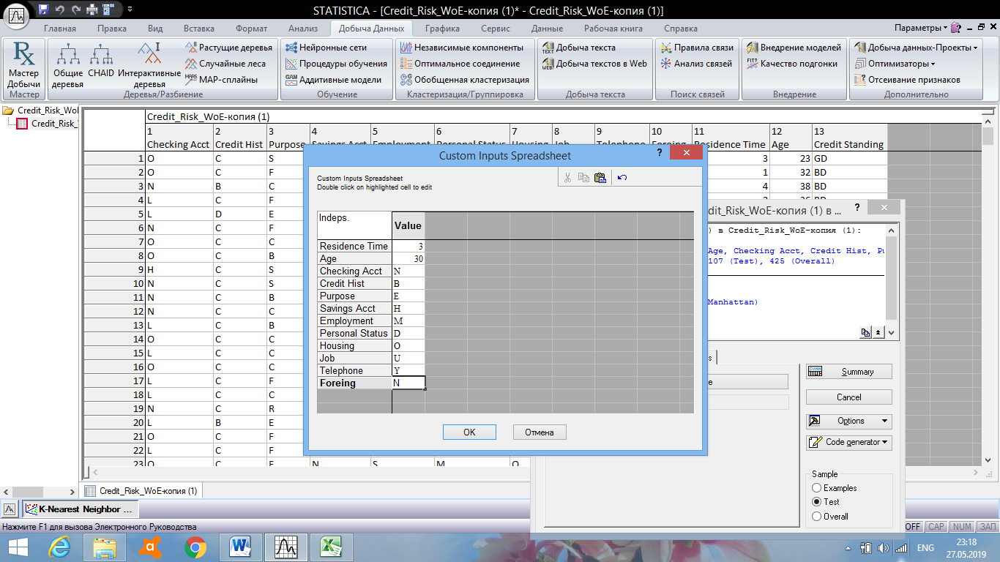 STATISTICA - [Credit_Risk_WoE-копия (1)* - Credit_Risk_WoE-копия (1)]
Главная Правка Вид Вставка Формат Анализ Добыча Данных Графика Сервис Данные Рабочая книга Справка Параметры
Мастер Добычи
Мастер
Общие деревья
CHAID
Интерактивные деревья
Растущие деревья
Случайные леса
МАР-сплайны
Деревья/Разбиение
Нейронные сети
Процедуры обучения
Аддитивные модели
Обучение
Независимые компоненты
Оптимальное соединение
Обобщенная кластеризация
Кластеризация/Группировка
Добыча текста
Добыча текстов в Web
Добыча текста
Правила связи
Анализ связей
Поиск связей
Внедрение моделей
Качество подгонки
Внедрение
Добыча данных-Проекты
Оптимизаторы
Отсеивание признаков
Дополнительно
Credit_Risk_WoI
Credit_Risk_
Credit_Risk_WoE-копия (1)
1 2 3 4 5 6 7 8 9 10 11 12 13
Checking Acct Credit Hist Purpose Savings Acct Employment Personal Status Housing Job Telephone Foreing Residence Time Age Credit Standing
1 O C S 3 23 GD
2 O C F 1 32 BD
3 N B C 4 38 BD
4 L C F
5 L D E
6 N C F
7 O C C
8 O C B
9 H C S
10 N C S
11 N C B
12 N C C
13 L C B
14 O C C
15 L C C
16 O C C
17 L C F
18 L C C
19 N C R
20 L B E
21 O C F
22 L C F
23 O C F N S M O
Custom Inputs Spreadsheet
Custom Inputs Spreadsheet
Double click on highlighted cell to edit
Indeps. Value
Residence Time 3
Age 30
Checking Acct N
Credit Hist B
Purpose E
Savings Acct H
Employment M
Personal Status D
Housing O
Job U
Telephone Y
Foreing N
OK Отмена
dit_Risk_WoE-копия (1) в ...
) в Credit_Risk_WoE-копия (1):
Age, Checking Acct, Credit Hist, Pu
107 (Test), 425 (Overall)
Manhattan)
s
e
Summary
Cancel
Options
Code generator
Sample
Examples
Test
Overall
Credit_Risk_WoE-копия (1)
K-Nearest Neighbor ...
Нажмите F1 для вызова Электронного Руководства
OFF CAP NUM ЗАП
ENG
23:18
27.05.2019